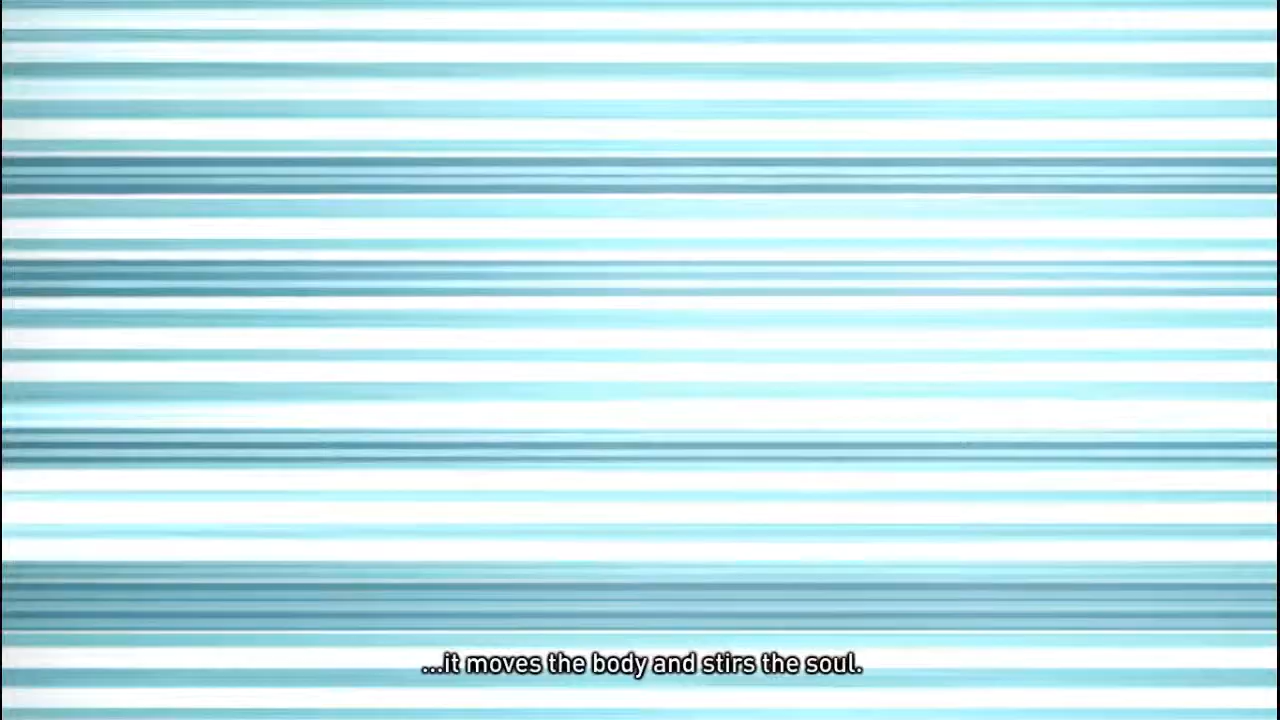 ...it moves the body and stirs the soul.